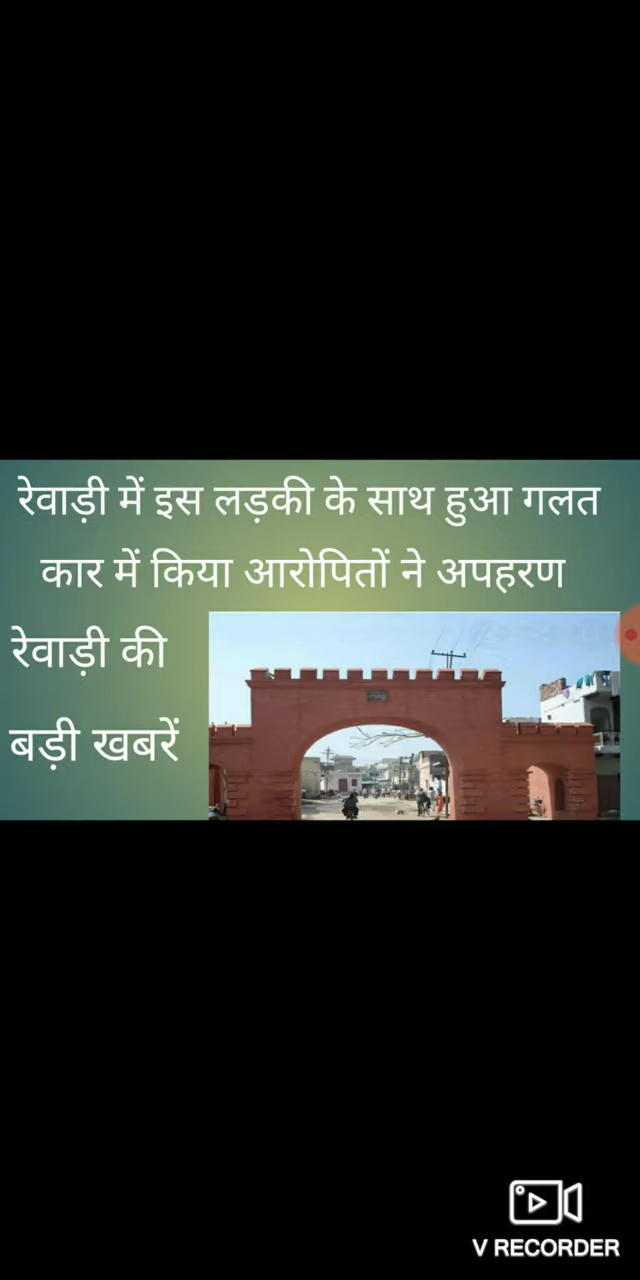 रेवाड़ी में इस लड़की के साथ हुआ गलत
कार में किया आरोपितों ने अपहरण
रेवाड़ी की
बड़ी खबरें
V RECORDER